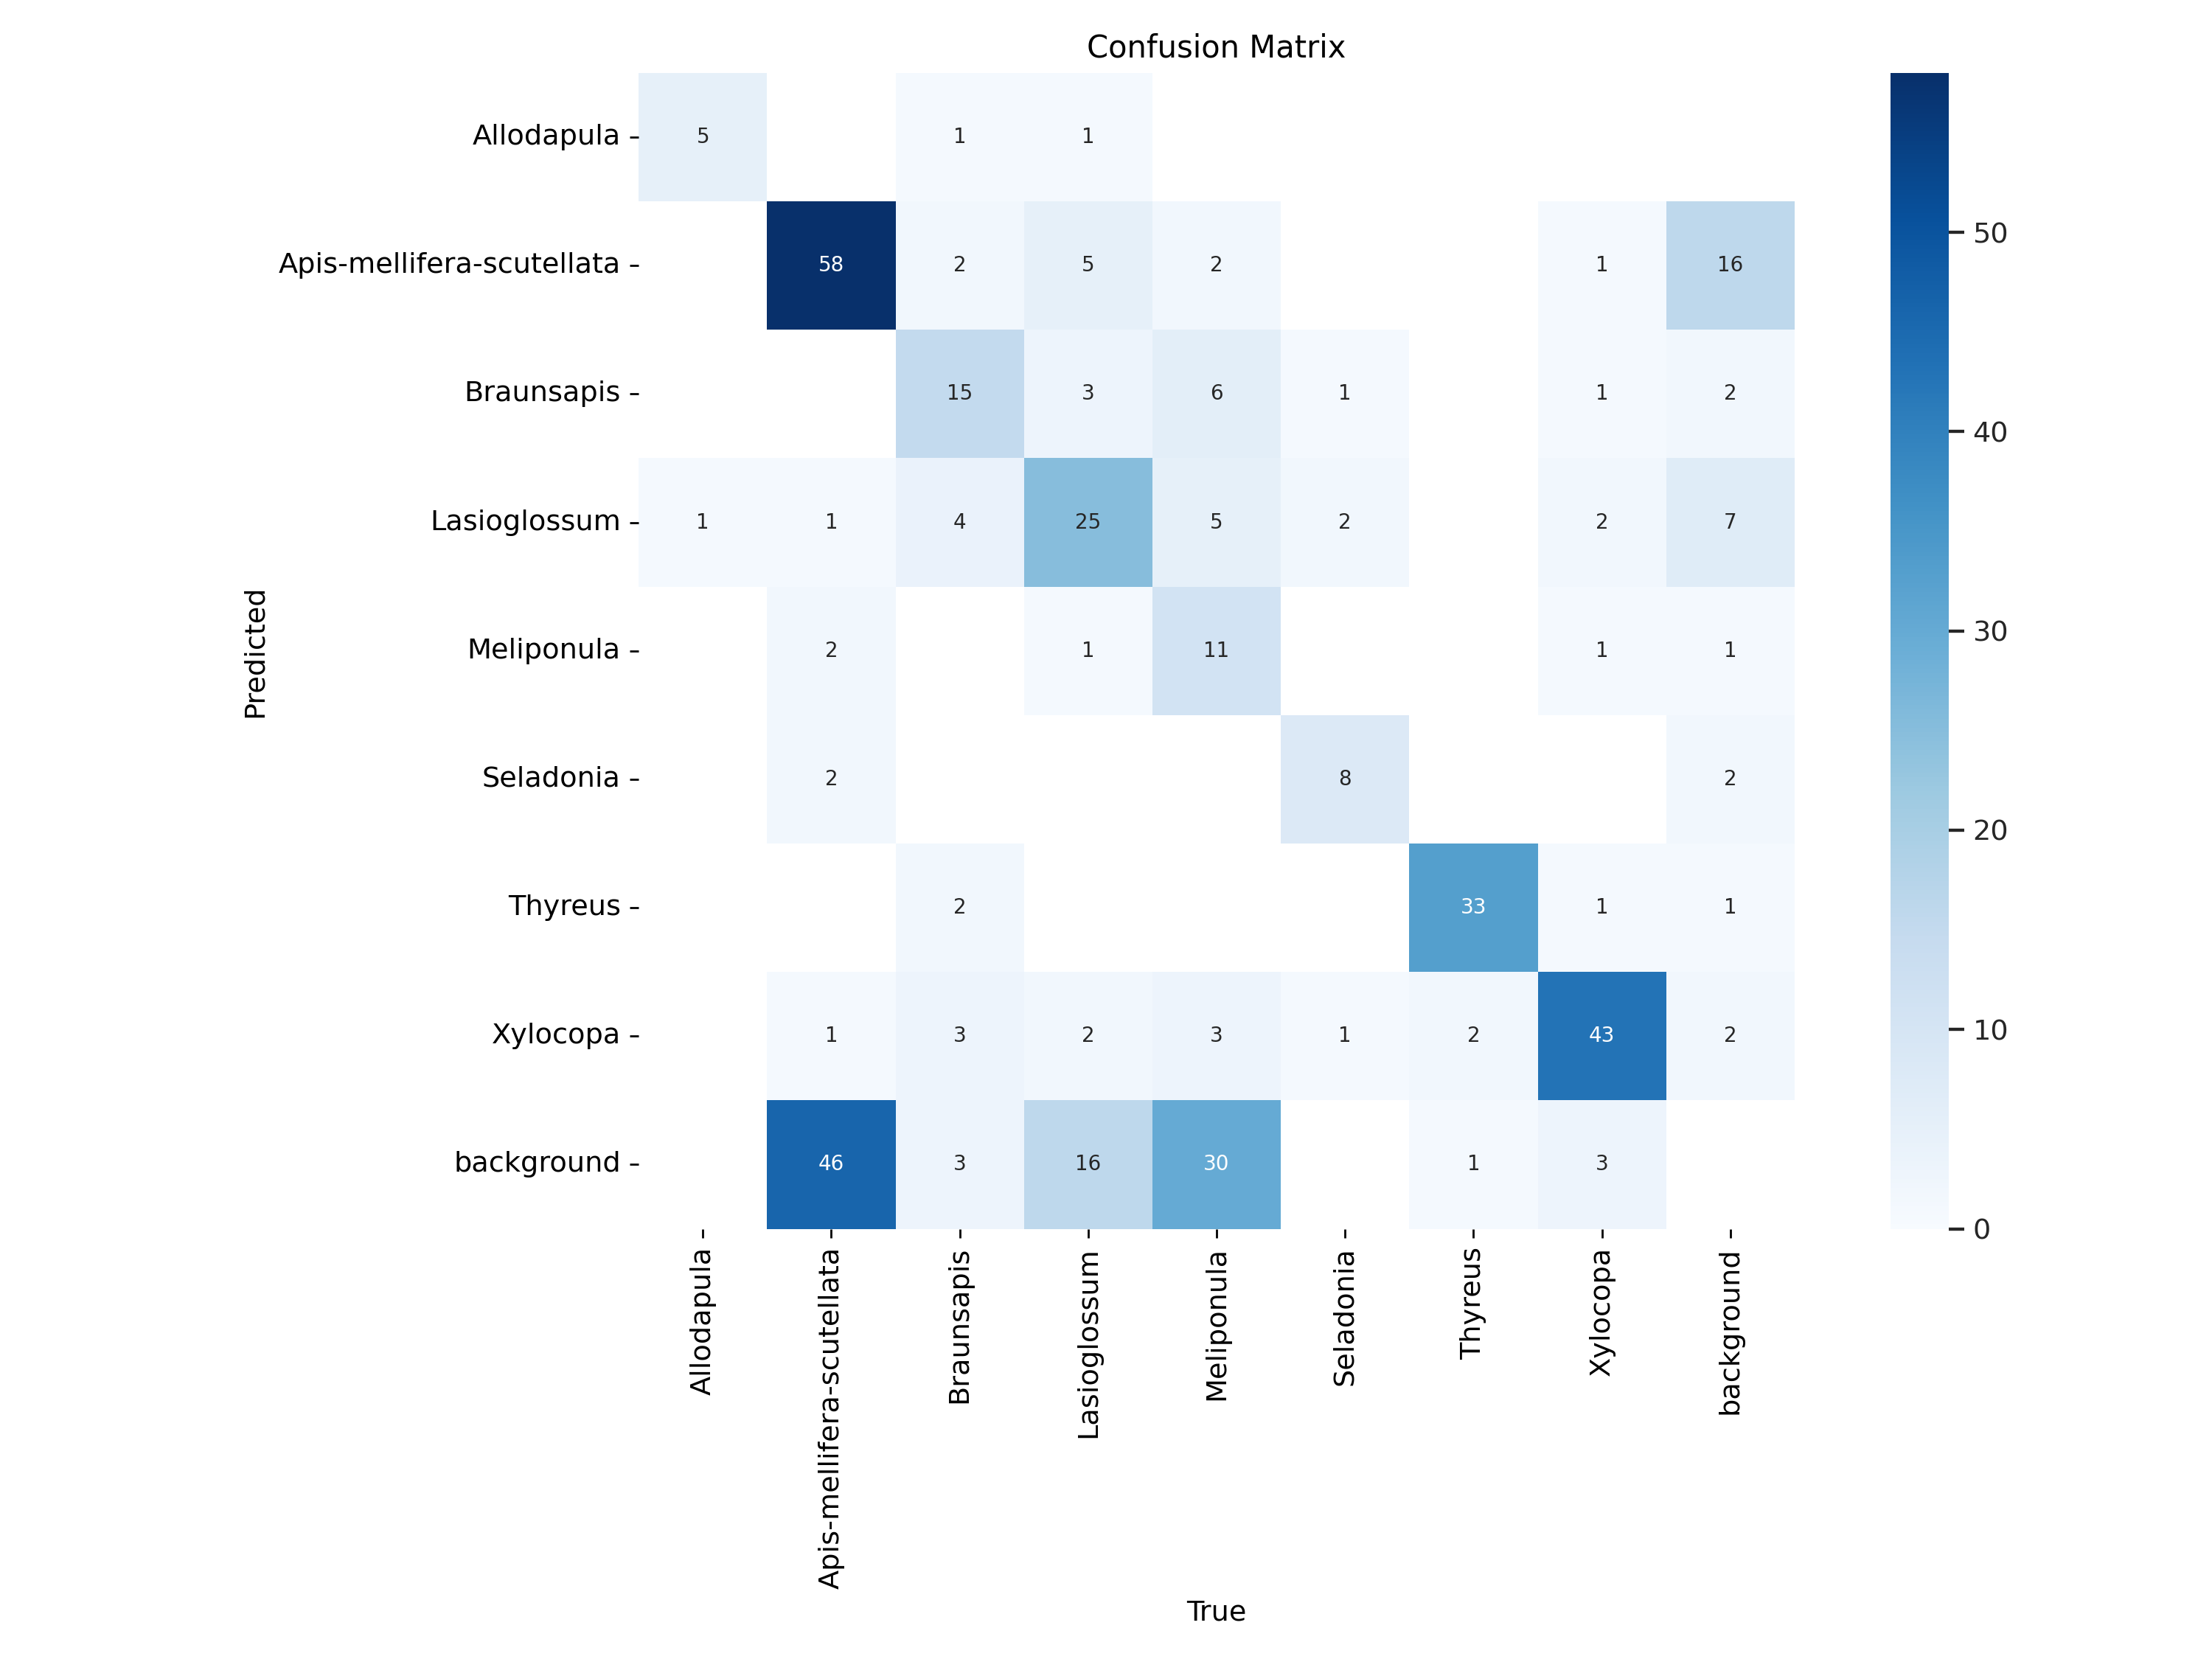 Confusion Matrix
Allodapula 5 1 1
Apis-mellifera-scutellata 58 2 5 2 1 16
Braunsapis 15 3 6 1 1 2
Lasioglossum 1 1 4 25 5 2 2 7
Meliponula 2 1 11 1 1
Seladonia 2 8 2
Thyreus 2 33 1 1
Xylocopa 1 3 2 3 1 2 43 2
background 46 3 16 30 1 3
Predicted
Allodapula
Apis-mellifera-scutellata
Braunsapis
Lasioglossum
Meliponula
Seladonia
Thyreus
Xylocopa
background
True
50
40
30
20
10
0